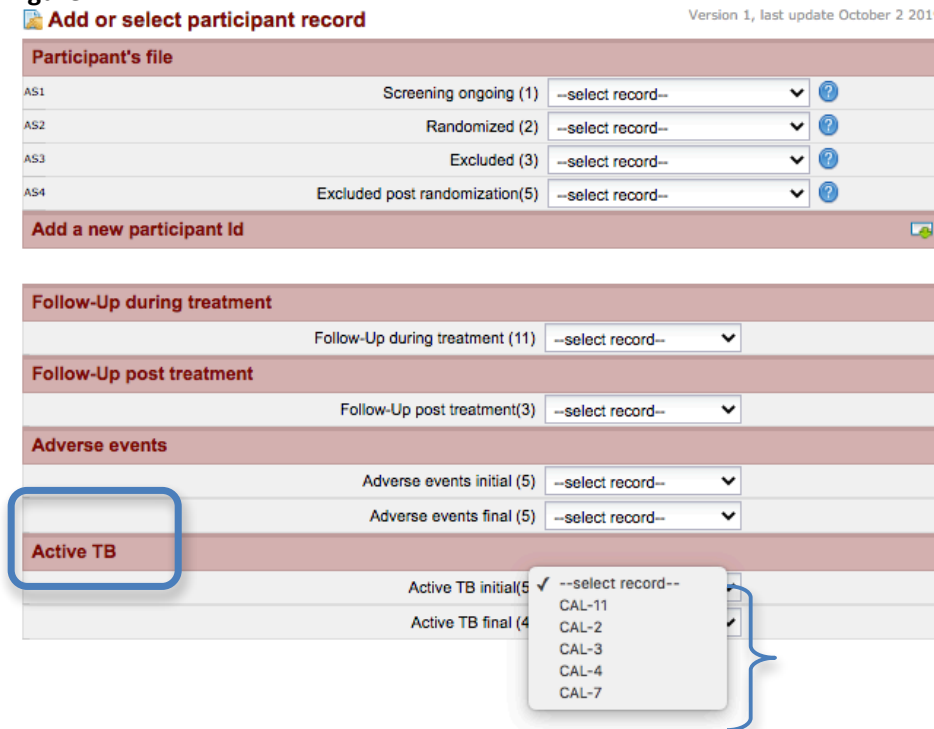 Add or select participant record
Version 1, last update October 2 201
Participant's file
AS1 Screening ongoing (1) --select record--
AS2 Randomized (2) --select record--
AS3 Excluded (3) --select record--
AS4 Excluded post randomization(5) --select record--
Add a new participant Id
Follow-Up during treatment
Follow-Up during treatment (11) --select record--
Follow-Up post treatment
Follow-Up post treatment(3) --select record--
Adverse events
Adverse events initial (5) --select record--
Adverse events final (5) --select record--
Active TB
Active TB initial(5 ✓ --select record--
CAL-11
Active TB final (4 CAL-2
CAL-3
CAL-4
CAL-7